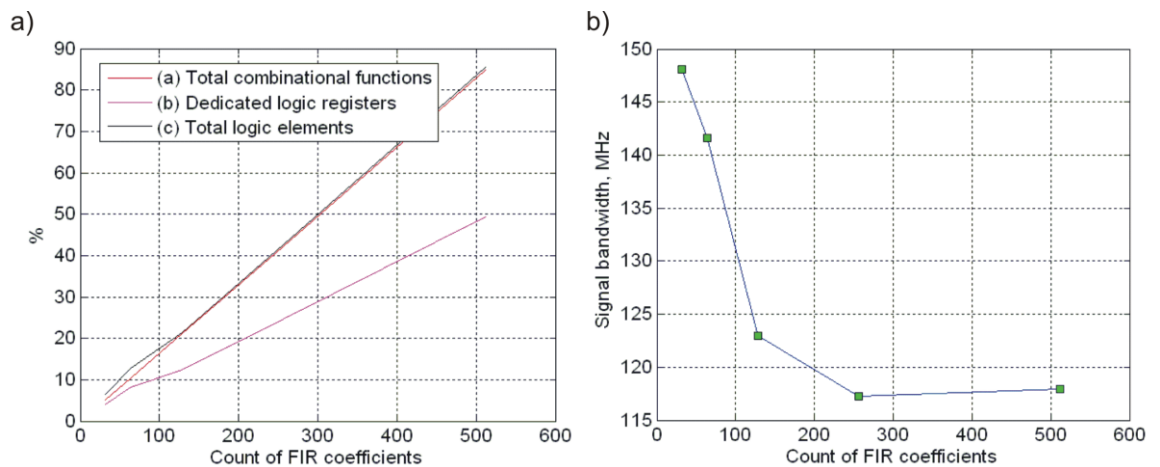 a)
90
80
70
60
50
40
30
20
10
0
%
(a) Total combinational functions
(b) Dedicated logic registers
(c) Total logic elements
0 100 200 300 400 500 600
Count of FIR coefficients
b)
150
145
140
135
130
125
120
115
Signal bandwidth, MHz
0 100 200 300 400 500 600
Count of FIR coefficients